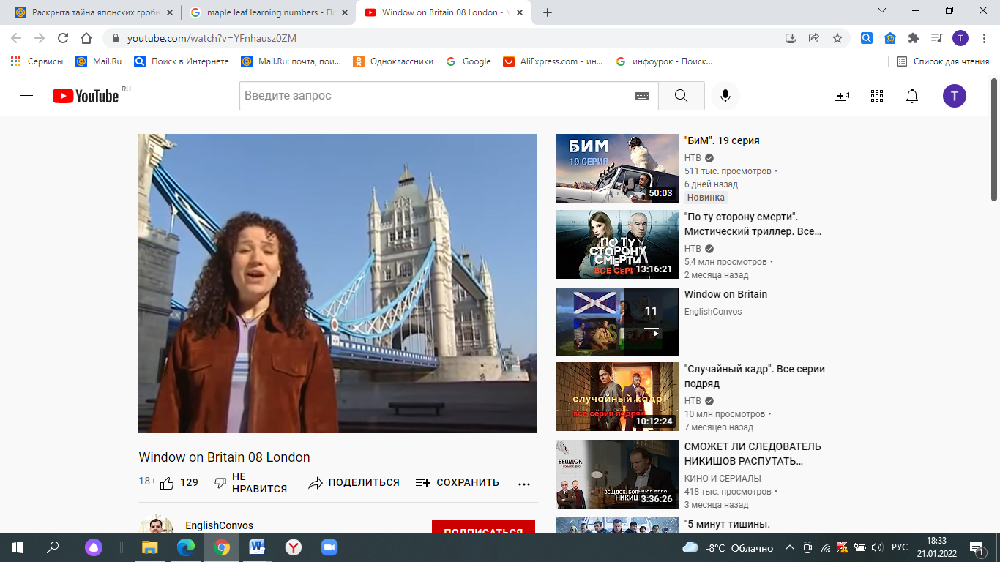 Раскрыта тайна японских гробн
maple leaf learning numbers - По
Window on Britain 08 London - Y
youtube.com/watch?v=YFnhausz0ZM
Сервисы
Mail.Ru
Поиск в Интернете
Mail.Ru: почта, пои...
Одноклассники
Google
AliExpress.com - ин...
инфоурок - Поиск...
Список для чтения
YouTube RU
Введите запрос
T
Window on Britain 08 London
18
129
НЕ НРАВИТСЯ
ПОДЕЛИТЬСЯ
СОХРАНИТЬ
EnglishConvos
ПОДПИСАТЬСЯ
БИМ
19 СЕРИЯ
50:03
"БиМ". 19 серия
НТВ
511 тыс. просмотров •
6 дней назад
Новинка
ПО ТУ
СТОРОНУ
СМЕРТИ
ВСЕ СЕРИ
13:16:21
"По ту сторону смерти".
Мистический триллер. Все...
НТВ
5,4 млн просмотров •
2 месяца назад
11
Window on Britain
EnglishConvos
случайный кадр
все серии подряд
10:12:24
"Случайный кадр". Все серии
подряд
НТВ
10 млн просмотров •
7 месяцев назад
ВЕЩДОК.
БОЛЬШОЕ ДЕЛО
ВЕЩДОК. БОЛЬШОЕ ДЕЛО
НИКИШ
3:36:26
СМОЖЕТ ЛИ СЛЕДОВАТЕЛЬ
НИКИШОВ РАСПУТАТЬ...
КИНО И СЕРИАЛЫ
418 тыс. просмотров •
3 месяца назад
"5 минут тишины.
-8°C Облачно
РУС
18:33
21.01.2022
1